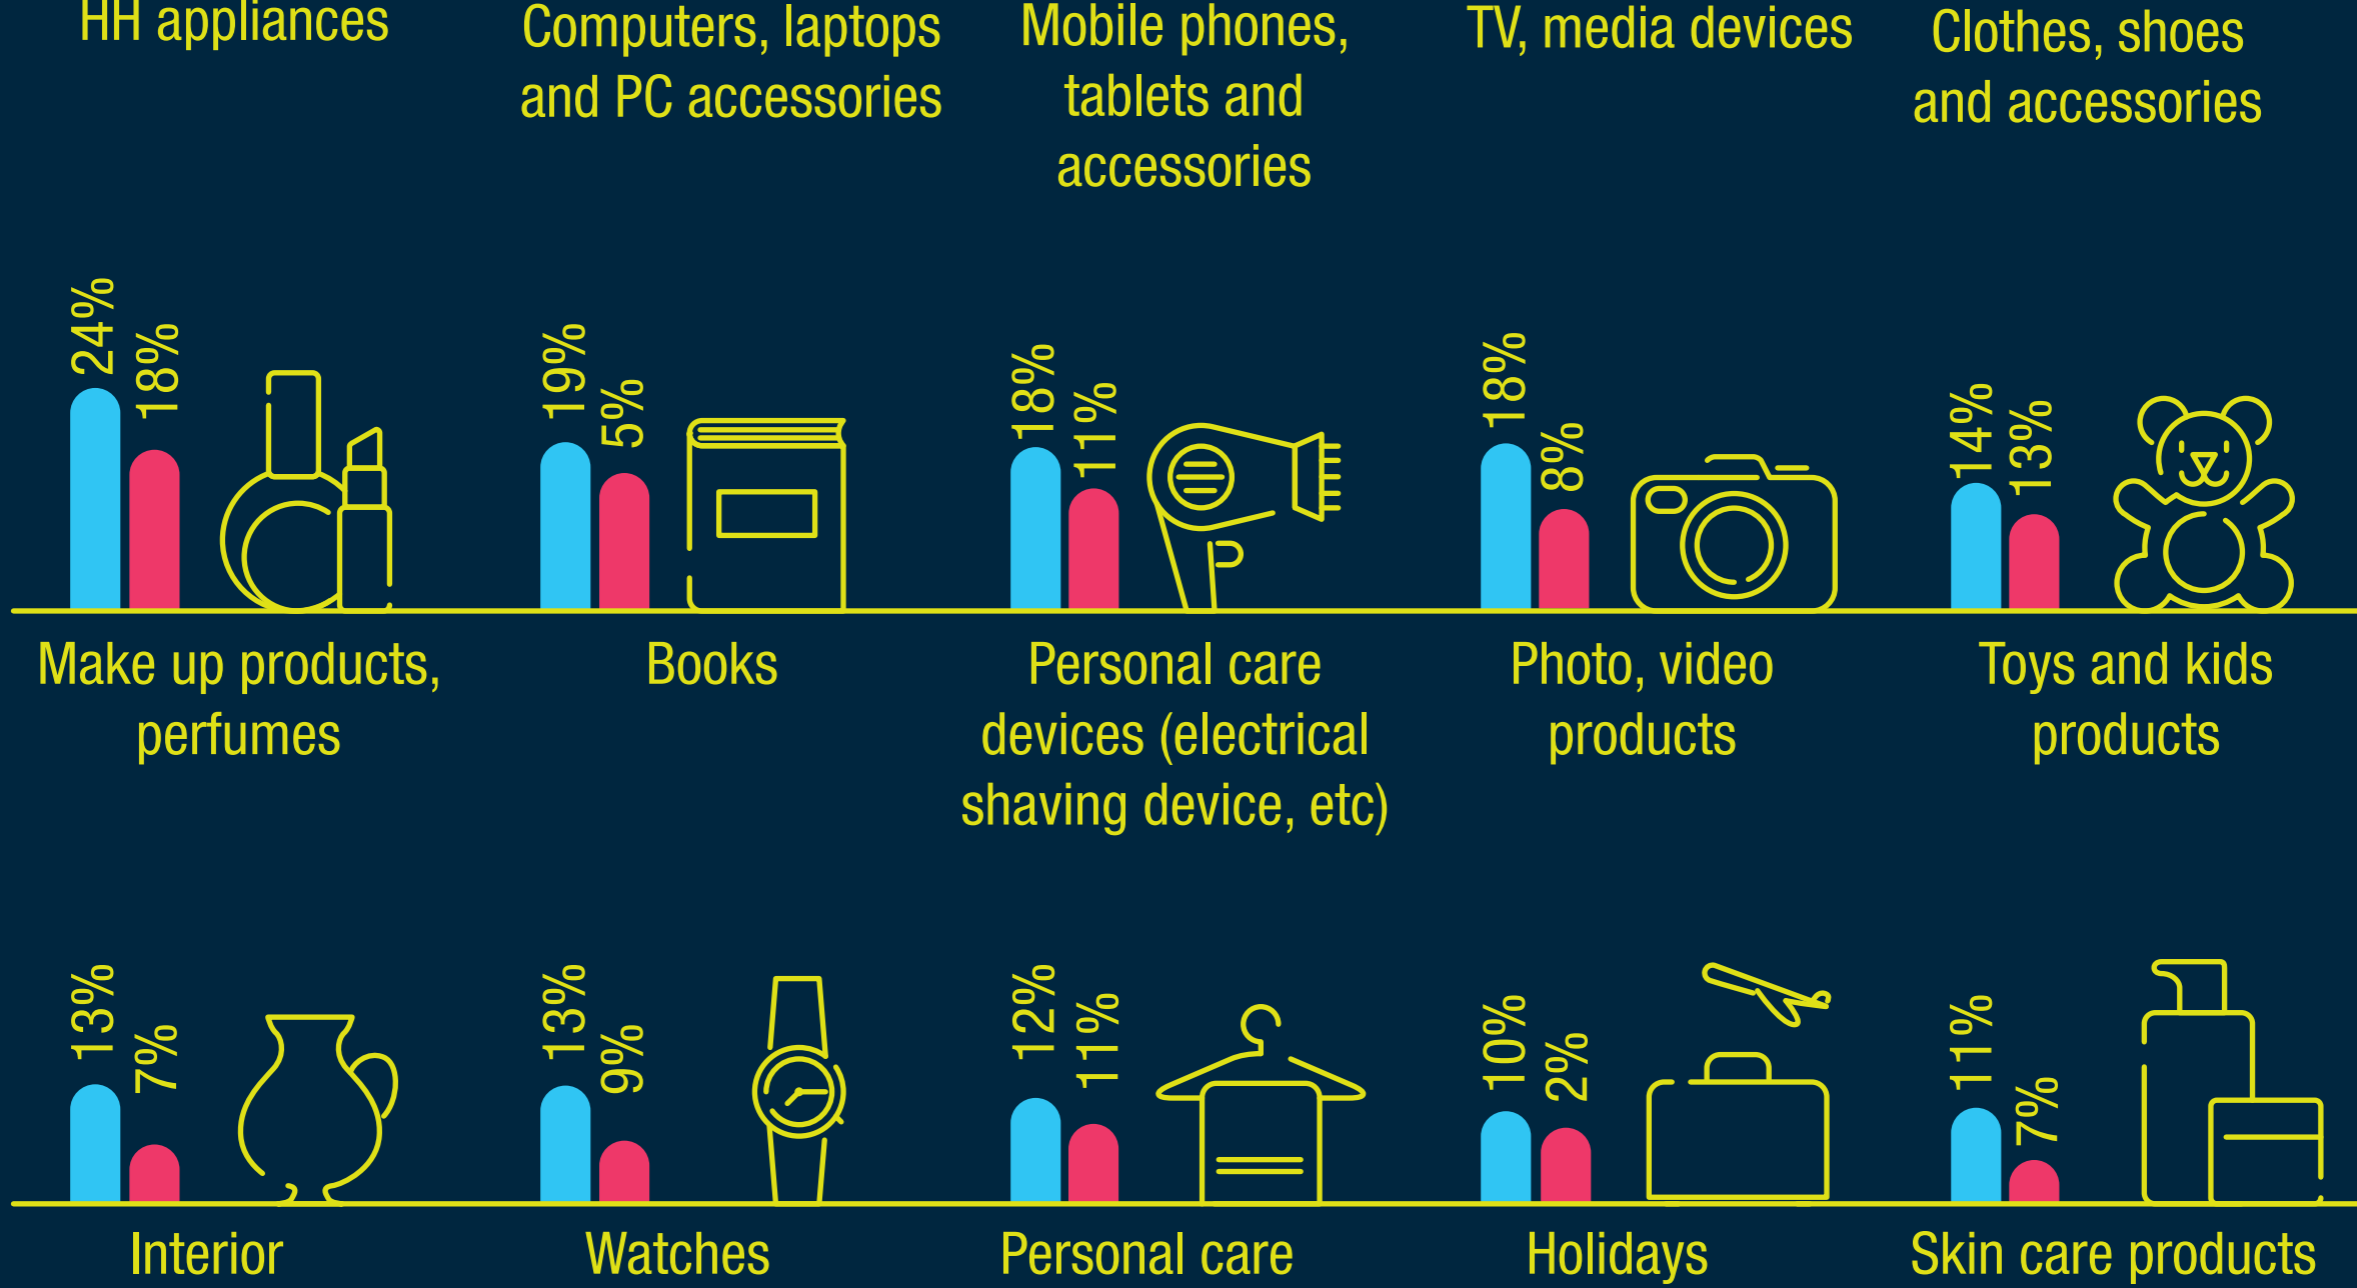 HH appliances
Computers, laptops
and PC accessories
Mobile phones,
tablets and
accessories
TV, media devices
Clothes, shoes
and accessories
24%
18%
19%
5%
18%
11%
18%
8%
14%
13%
Make up products,
perfumes
Books
Personal care
devices (electrical
shaving device, etc)
Photo, video
products
Toys and kids
products
13%
7%
13%
9%
12%
11%
10%
2%
11%
7%
Interior
Watches
Personal care
Holidays
Skin care products